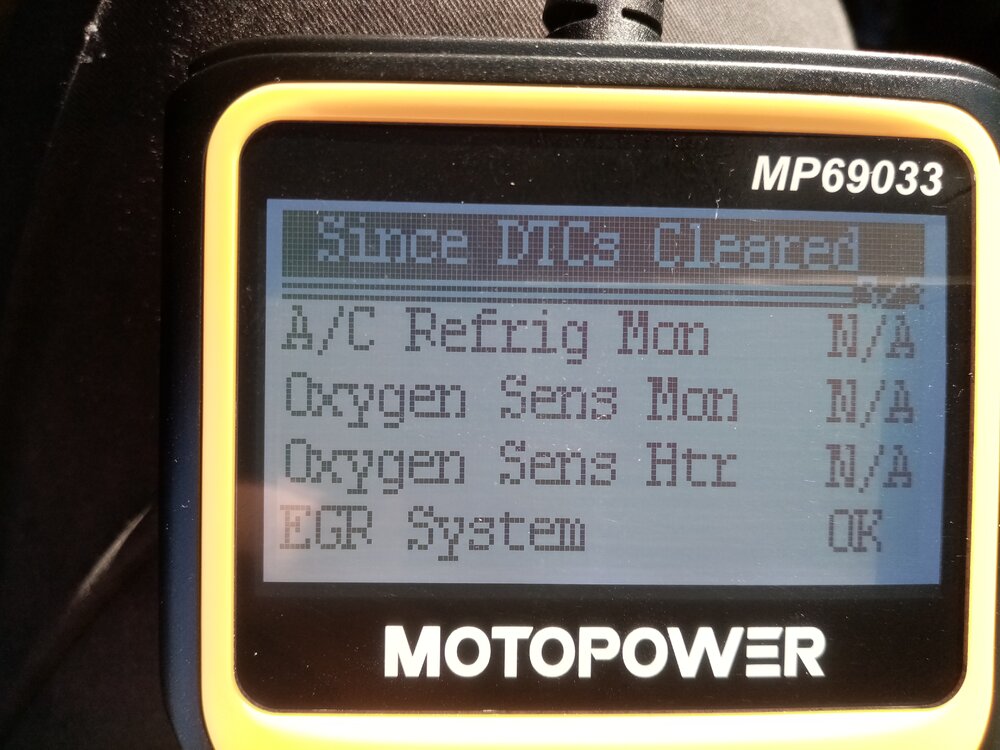 MP69033
Since DTCs Cleared
A/C Refrig Mon N/A
Oxygen Sens Mon N/A
Oxygen Sens Htr N/A
EGR System OK
MOTOPOWER